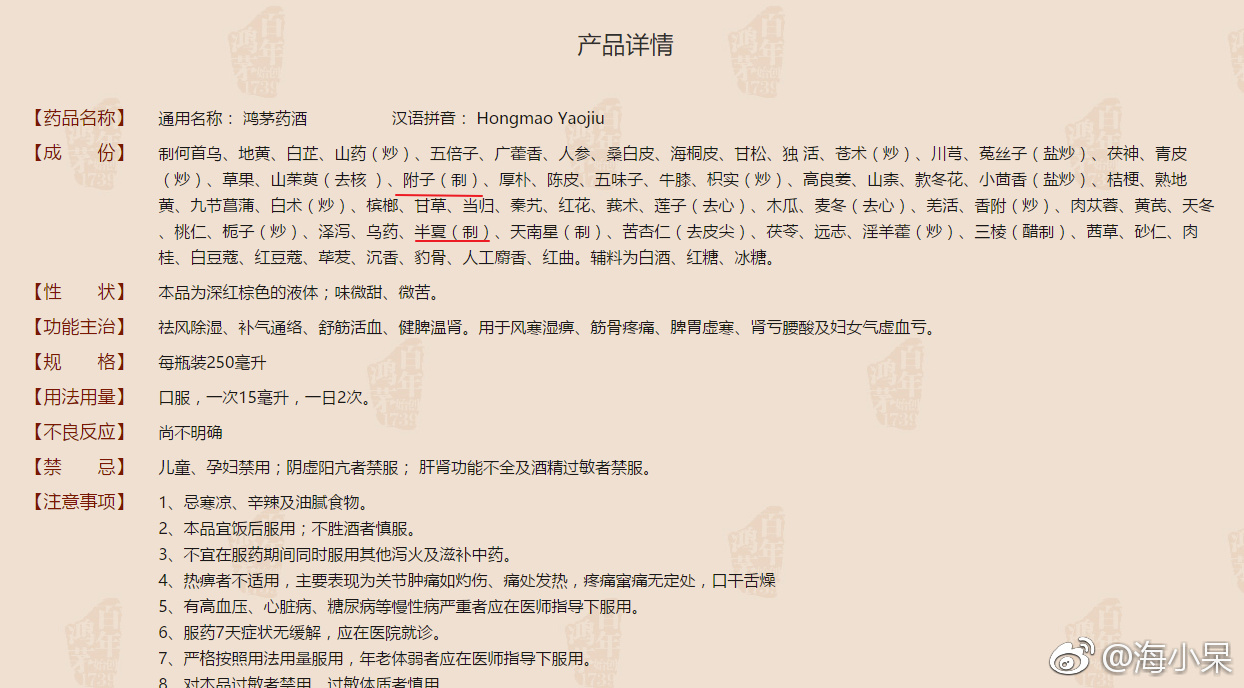 产品详情
【药品名称】 通用名称： 鸿茅药酒 汉语拼音： Hongmao Yaojiu
【成 份】 制何首乌、地黄、白芷、山药（炒）、五倍子、广藿香、人参、桑白皮、海桐皮、甘松、独 活、苍术（炒）、川芎、菟丝子（盐炒）、茯神、青皮
（炒）、草果、山茱萸（去核 ）、附子（制）、厚朴、陈皮、五味子、牛膝、枳实（炒）、高良姜、山柰、款冬花、小茴香（盐炒）、桔梗、熟地
黄、九节菖蒲、白术（炒）、槟榔、甘草、当归、秦艽、红花、莪术、莲子（去心）、木瓜、麦冬（去心）、羌活、香附（炒）、肉苁蓉、黄芪、天冬
、桃仁、栀子（炒）、泽泻、乌药、半夏（制）、天南星（制）、苦杏仁（去皮尖）、茯苓、远志、淫羊藿（炒）、三棱（醋制）、茜草、砂仁、肉
桂、白豆蔻、红豆蔻、荜茇、沉香、豹骨、人工麝香、红曲。辅料为白酒、红糖、冰糖。
【性 状】 本品为深红棕色的液体；味微甜、微苦。
【功能主治】 祛风除湿、补气通络、舒筋活血、健脾温肾。用于风寒湿痹、筋骨疼痛、脾胃虚寒、肾亏腰酸及妇女气虚血亏。
【规 格】 每瓶装250毫升
【用法用量】 口服，一次15毫升，一日2次。
【不良反应】 尚不明确
【禁 忌】 儿童、孕妇禁用；阴虚阳亢者禁服； 肝肾功能不全及酒精过敏者禁服。
【注意事项】 1、忌寒凉、辛辣及油腻食物。
2、本品宜饭后服用；不胜酒者慎服。
3、不宜在服药期间同时服用其他泻火及滋补中药。
4、热痹者不适用，主要表现为关节肿痛如灼伤、痛处发热，疼痛窜痛无定处，口干舌燥
5、有高血压、心脏病、糖尿病等慢性病严重者应在医师指导下服用。
6、服药7天症状无缓解，应在医院就诊。
7、严格按照用法用量服用，年老体弱者应在医师指导下服用。
8、对本品过敏者禁用，过敏体质者慎用
@海小呆